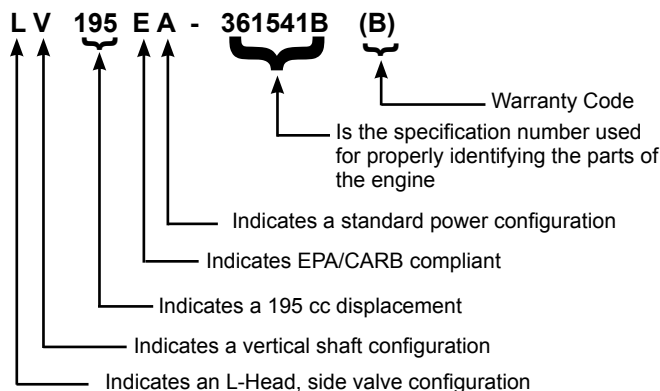 L V 195 E A - 361541B (B)
Warranty Code
Is the specification number used
for properly identifying the parts of
the engine
Indicates a standard power configuration
Indicates EPA/CARB compliant
Indicates a 195 cc displacement
Indicates a vertical shaft configuration
Indicates an L-Head, side valve configuration